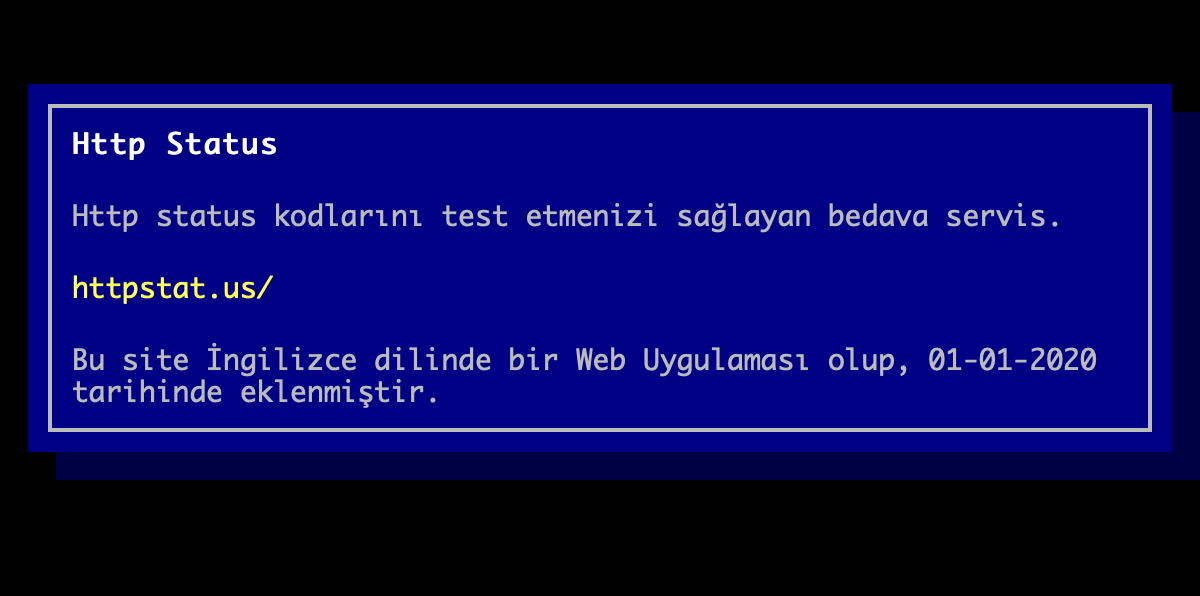 Http Status
Http status kodlarını test etmenizi sağlayan bedava servis.
httpstat.us/
Bu site İngilizce dilinde bir Web Uygulaması olup, 01-01-2020
tarihinde eklenmiştir.